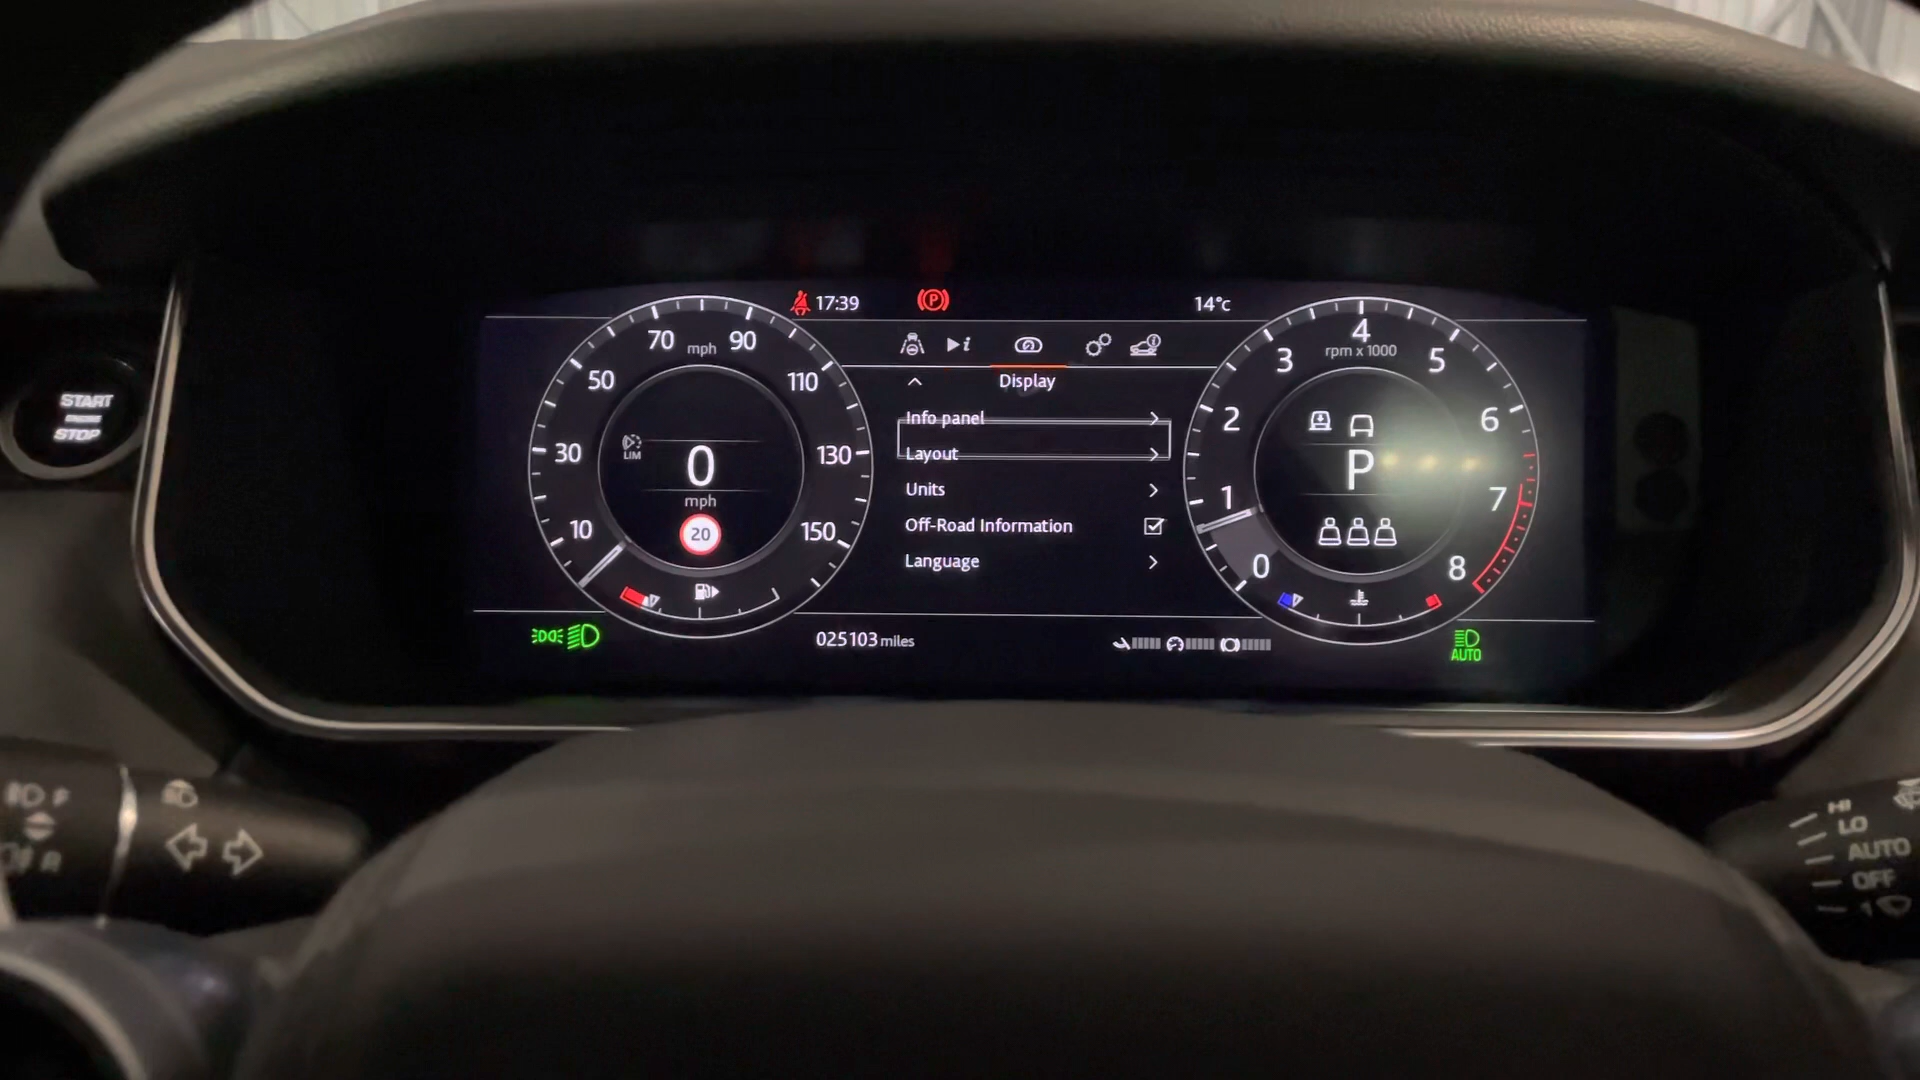 17:39
P
14°c
70 mph 90
50
110
30
130
10
150
LIM
0
mph
20
i
Display
Info panel
Layout
Units
Off-Road Information
Language
4
rpm x 1000
3
5
2
6
1
7
0
8
P
025103 miles
AUTO
START
ENGINE
STOP
HI
LO
AUTO
OFF
1